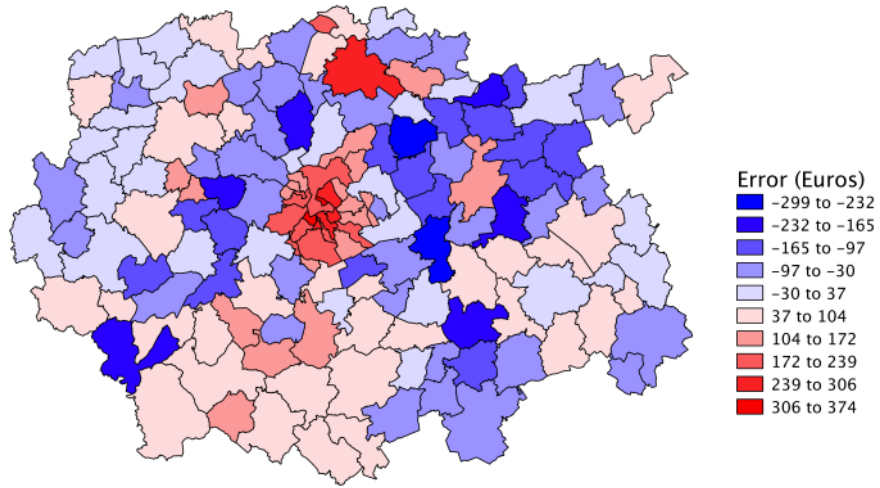 Error (Euros)
−299 to −232
−232 to −165
−165 to −97
−97 to −30
−30 to 37
37 to 104
104 to 172
172 to 239
239 to 306
306 to 374